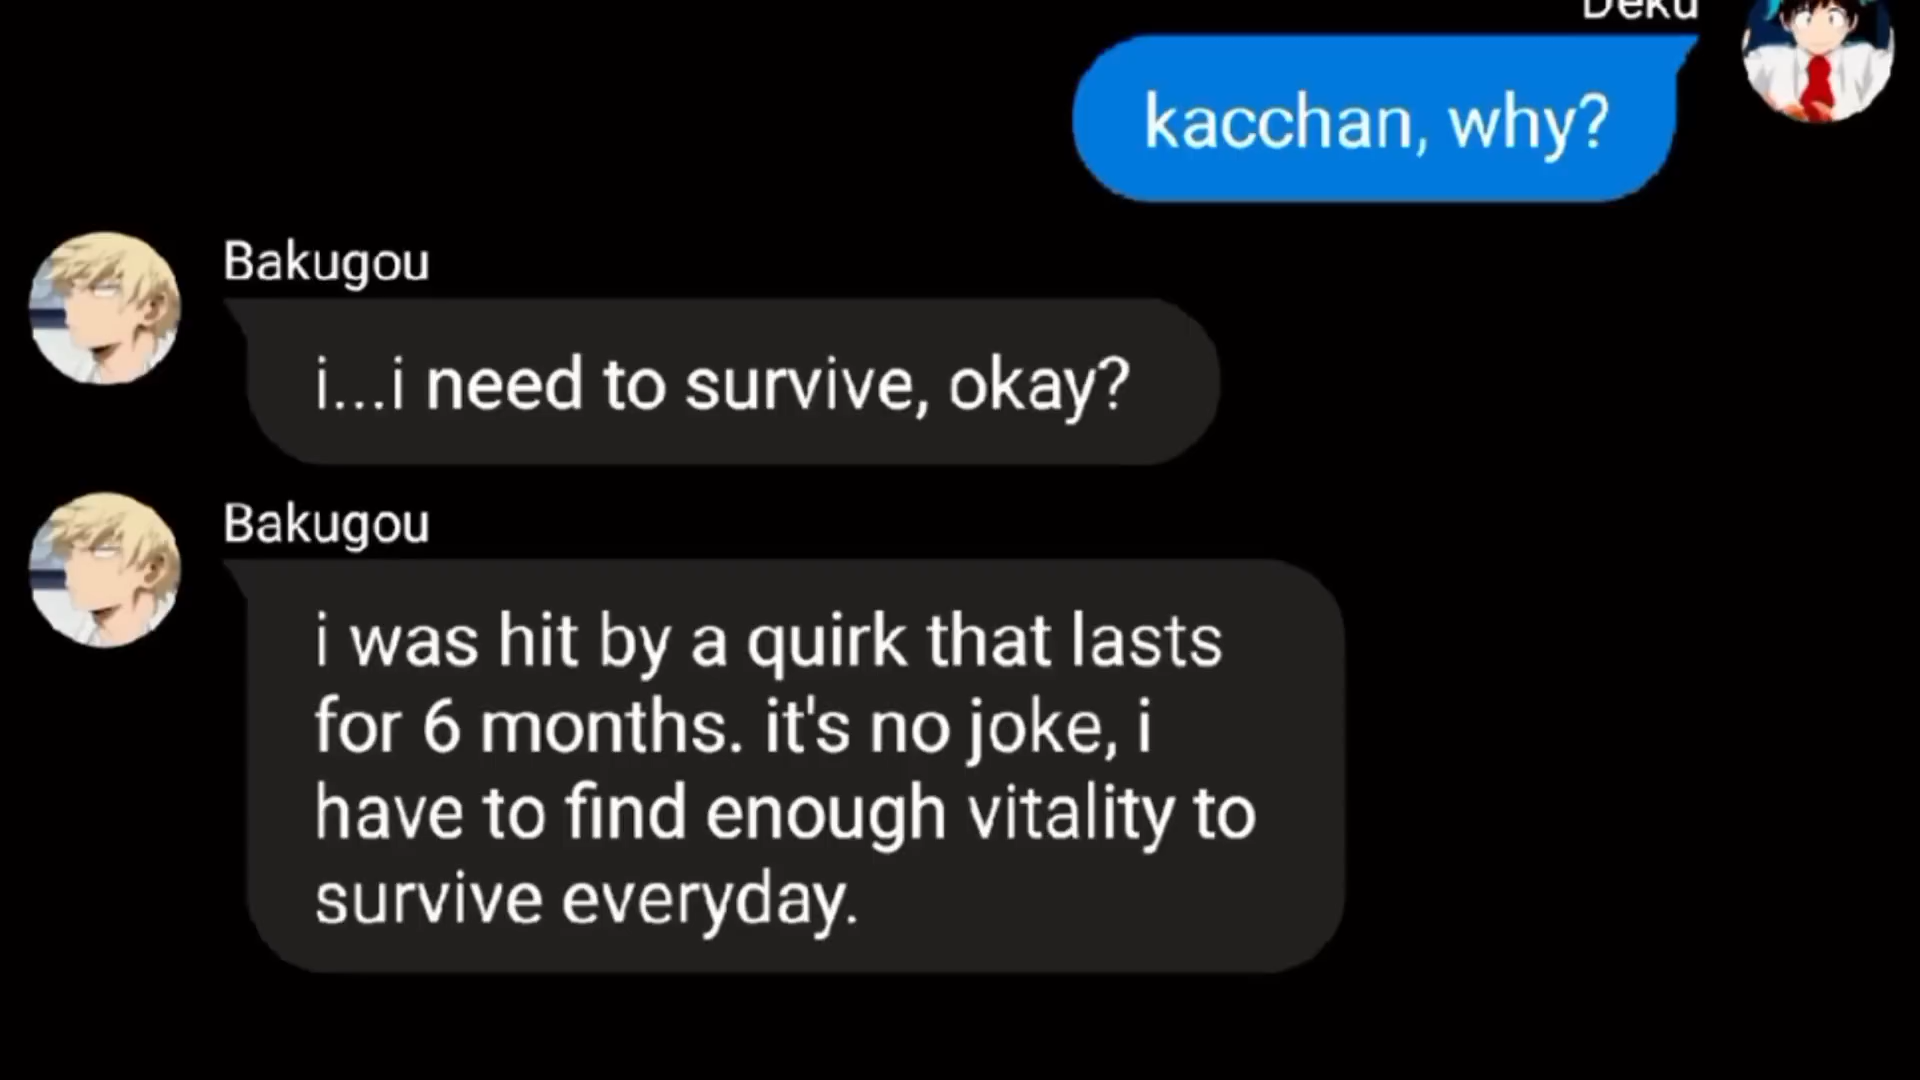 Deku
kacchan, why?
Bakugou
i...i need to survive, okay?
Bakugou
i was hit by a quirk that lasts
for 6 months. it's no joke, i
have to find enough vitality to
survive everyday.